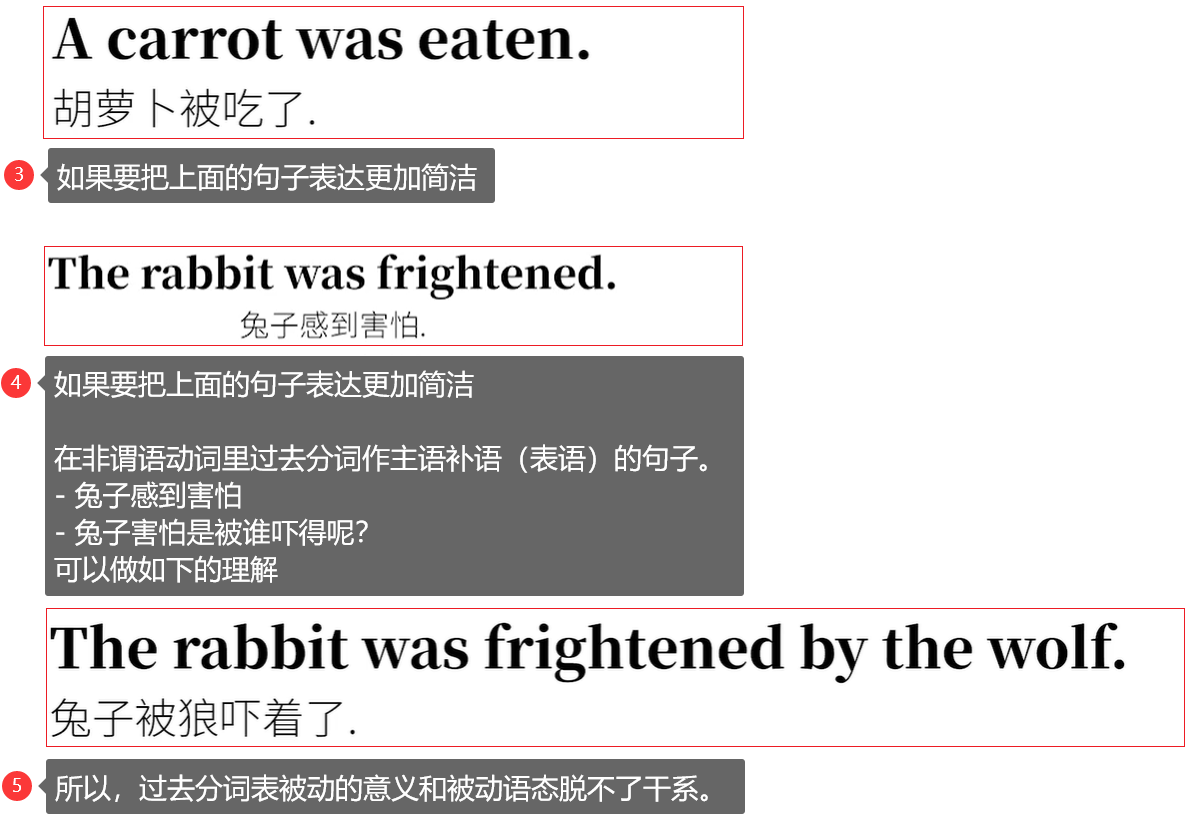 A carrot was eaten.
胡萝卜被吃了.
3
如果要把上面的句子表达更加简洁
The rabbit was frightened.
兔子感到害怕.
4
如果要把上面的句子表达更加简洁
在非谓语动词里过去分词作主语补语（表语）的句子。
- 兔子感到害怕
- 兔子害怕是被谁吓得呢？
可以做如下的理解
The rabbit was frightened by the wolf.
兔子被狼吓着了.
5
所以，过去分词表被动的意义和被动语态脱不了干系。